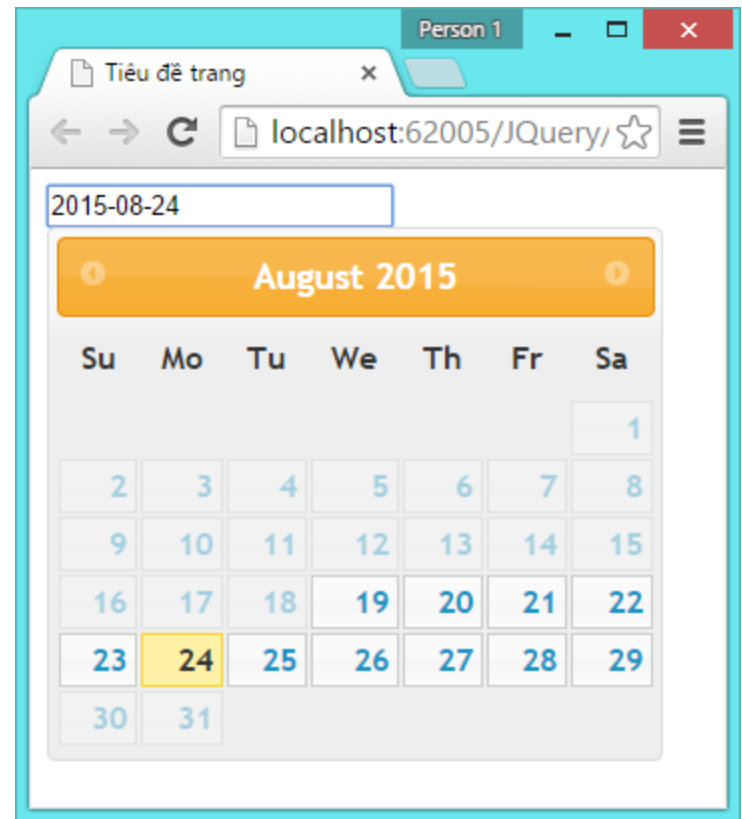 Person 1
Tiêu đề trang
localhost:62005/JQuery/
2015-08-24
August 2015
Su Mo Tu We Th Fr Sa
1
2 3 4 5 6 7 8
9 10 11 12 13 14 15
16 17 18 19 20 21 22
23 24 25 26 27 28 29
30 31